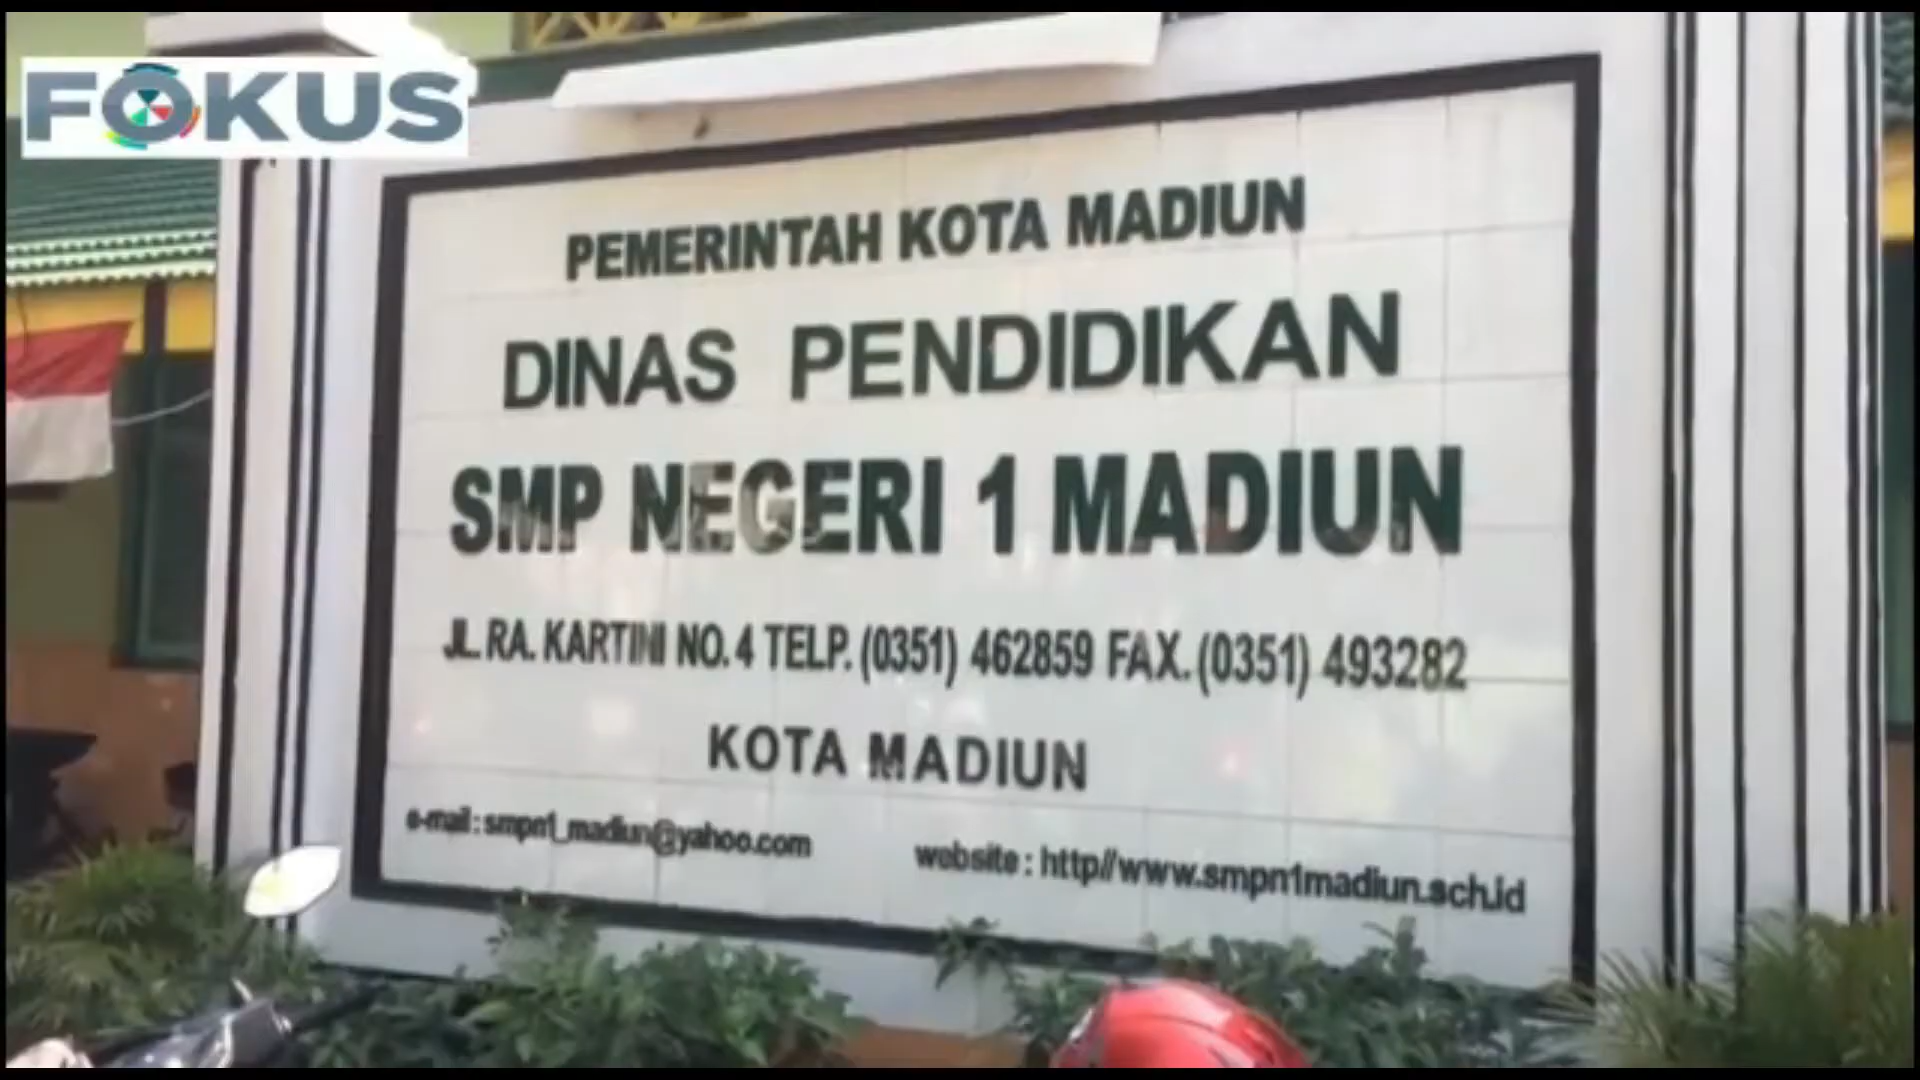 FOKUS
PEMERINTAH KOTA MADIUN
DINAS PENDIDIKAN
SMP NEGERI 1 MADIUN
JL. RA. KARTINI NO. 4 TELP. (0351) 462859 FAX. (0351) 493282
KOTA MADIUN
e-mail : smpn1_madiun@yahoo.com website : http//www.smpn1madiun.sch.id